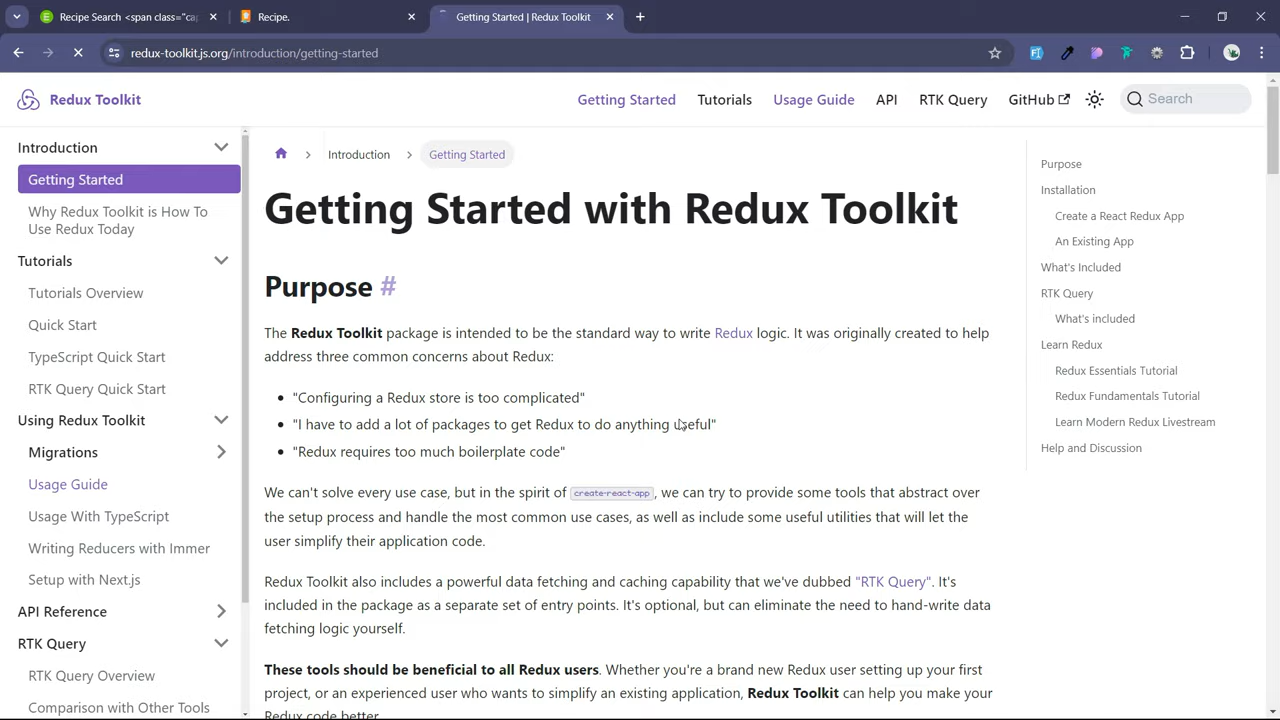 Recipe Search <span class="cap
Recipe.
Getting Started | Redux Toolkit
redux-toolkit.js.org/introduction/getting-started
Redux Toolkit
Getting Started
Tutorials
Usage Guide
API
RTK Query
GitHub
Search
Introduction
Getting Started
Why Redux Toolkit is How To
Use Redux Today
Tutorials
Tutorials Overview
Quick Start
TypeScript Quick Start
RTK Query Quick Start
Using Redux Toolkit
Migrations
Usage Guide
Usage With TypeScript
Writing Reducers with Immer
Setup with Next.js
API Reference
RTK Query
RTK Query Overview
Comparison with Other Tools
Introduction
Getting Started
Getting Started with Redux Toolkit
Purpose #
The Redux Toolkit package is intended to be the standard way to write Redux logic. It was originally created to help
address three common concerns about Redux:
"Configuring a Redux store is too complicated"
"I have to add a lot of packages to get Redux to do anything useful"
"Redux requires too much boilerplate code"
We can't solve every use case, but in the spirit of create-react-app, we can try to provide some tools that abstract over
the setup process and handle the most common use cases, as well as include some useful utilities that will let the
user simplify their application code.
Redux Toolkit also includes a powerful data fetching and caching capability that we've dubbed "RTK Query". It's
included in the package as a separate set of entry points. It's optional, but can eliminate the need to hand-write data
fetching logic yourself.
These tools should be beneficial to all Redux users. Whether you're a brand new Redux user setting up your first
project, or an experienced user who wants to simplify an existing application, Redux Toolkit can help you make your
Redux code better.
Purpose
Installation
Create a React Redux App
An Existing App
What's Included
RTK Query
What's included
Learn Redux
Redux Essentials Tutorial
Redux Fundamentals Tutorial
Learn Modern Redux Livestream
Help and Discussion